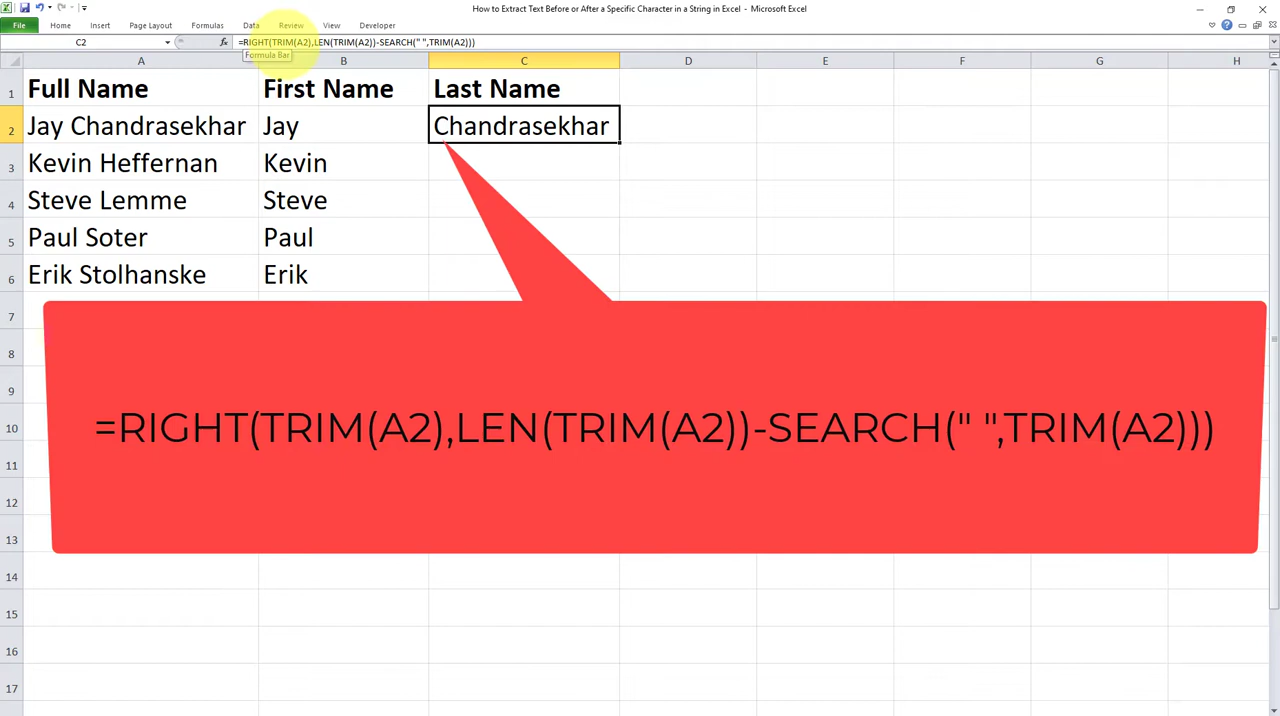 How to Extract Text Before or After a Specific Character in a String in Excel - Microsoft Excel
File Home Insert Page Layout Formulas Data Review View Developer
C2 fx =RIGHT(TRIM(A2),LEN(TRIM(A2))-SEARCH(" ",TRIM(A2)))
Formula Bar
A B C D E F G H
1 Full Name First Name Last Name
2 Jay Chandrasekhar Jay Chandrasekhar
3 Kevin Heffernan Kevin
4 Steve Lemme Steve
5 Paul Soter Paul
6 Erik Stolhanske Erik
7
8
9
10 =RIGHT(TRIM(A2),LEN(TRIM(A2))-SEARCH(" ",TRIM(A2)))
11
12
13
14
15
16
17